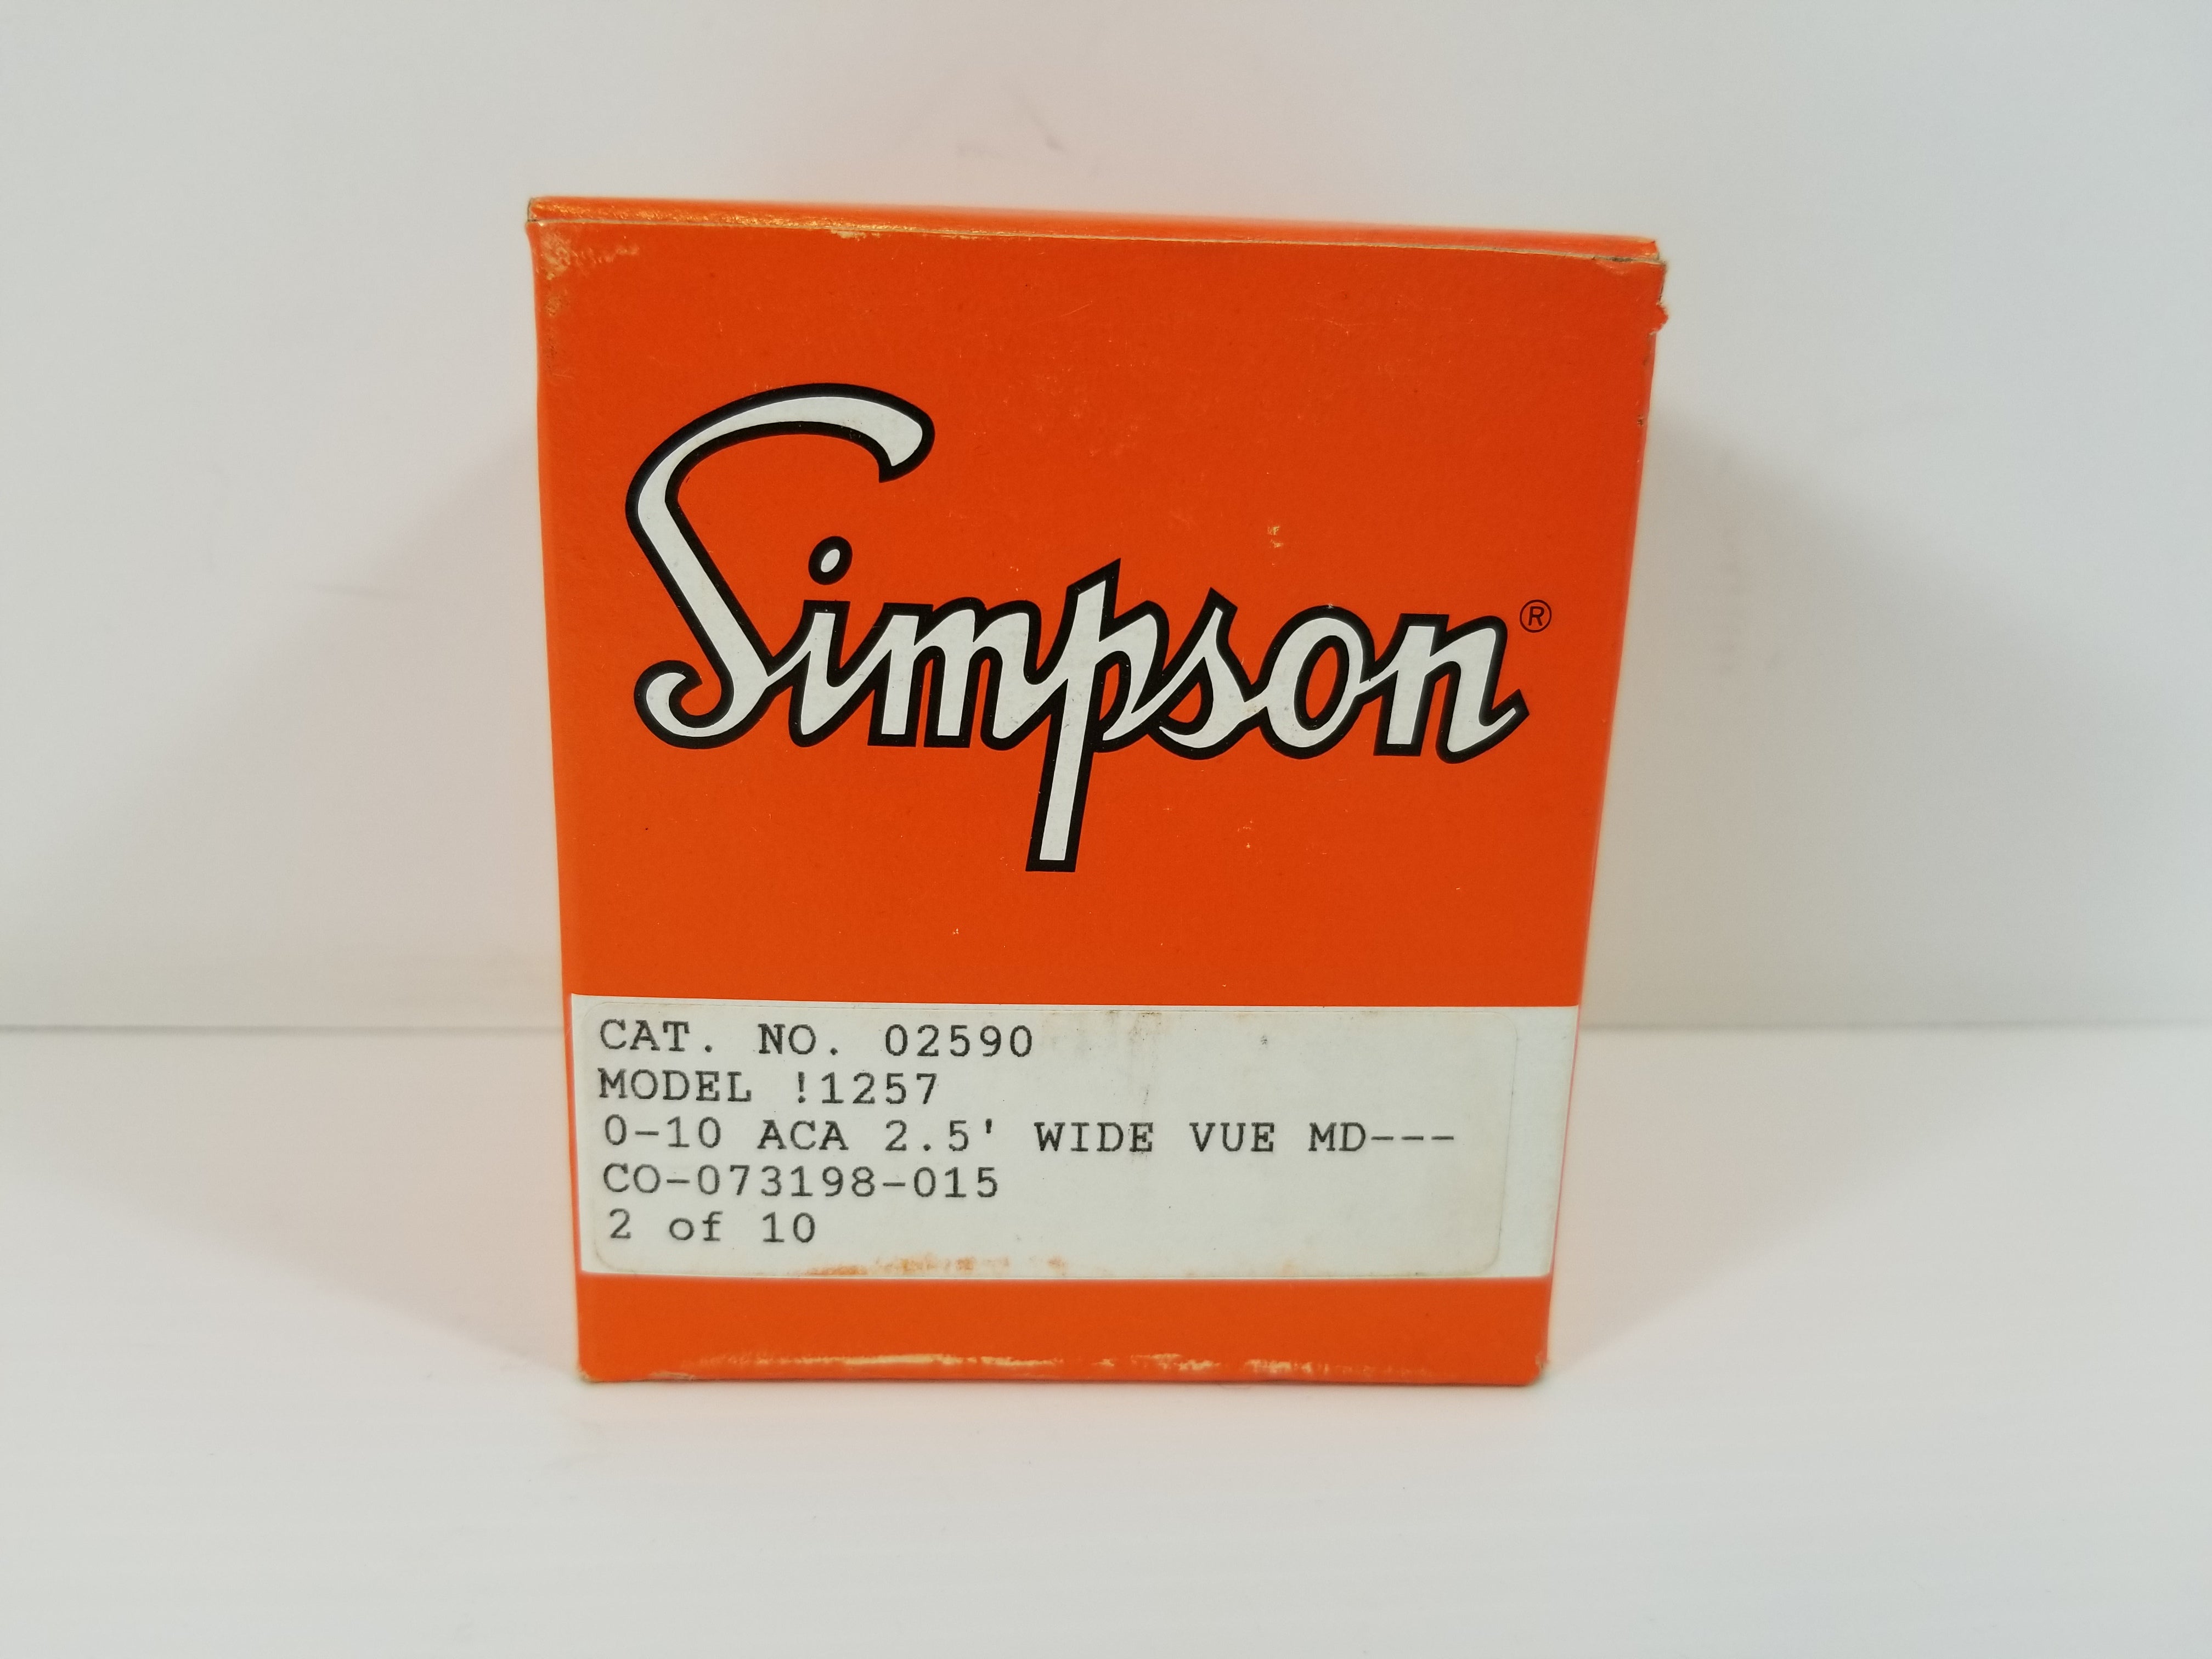 Simpson®
CAT. NO. 02590
MODEL !1257
0-10 ACA 2.5' WIDE VUE MD---
CO-073198-015
2 of 10